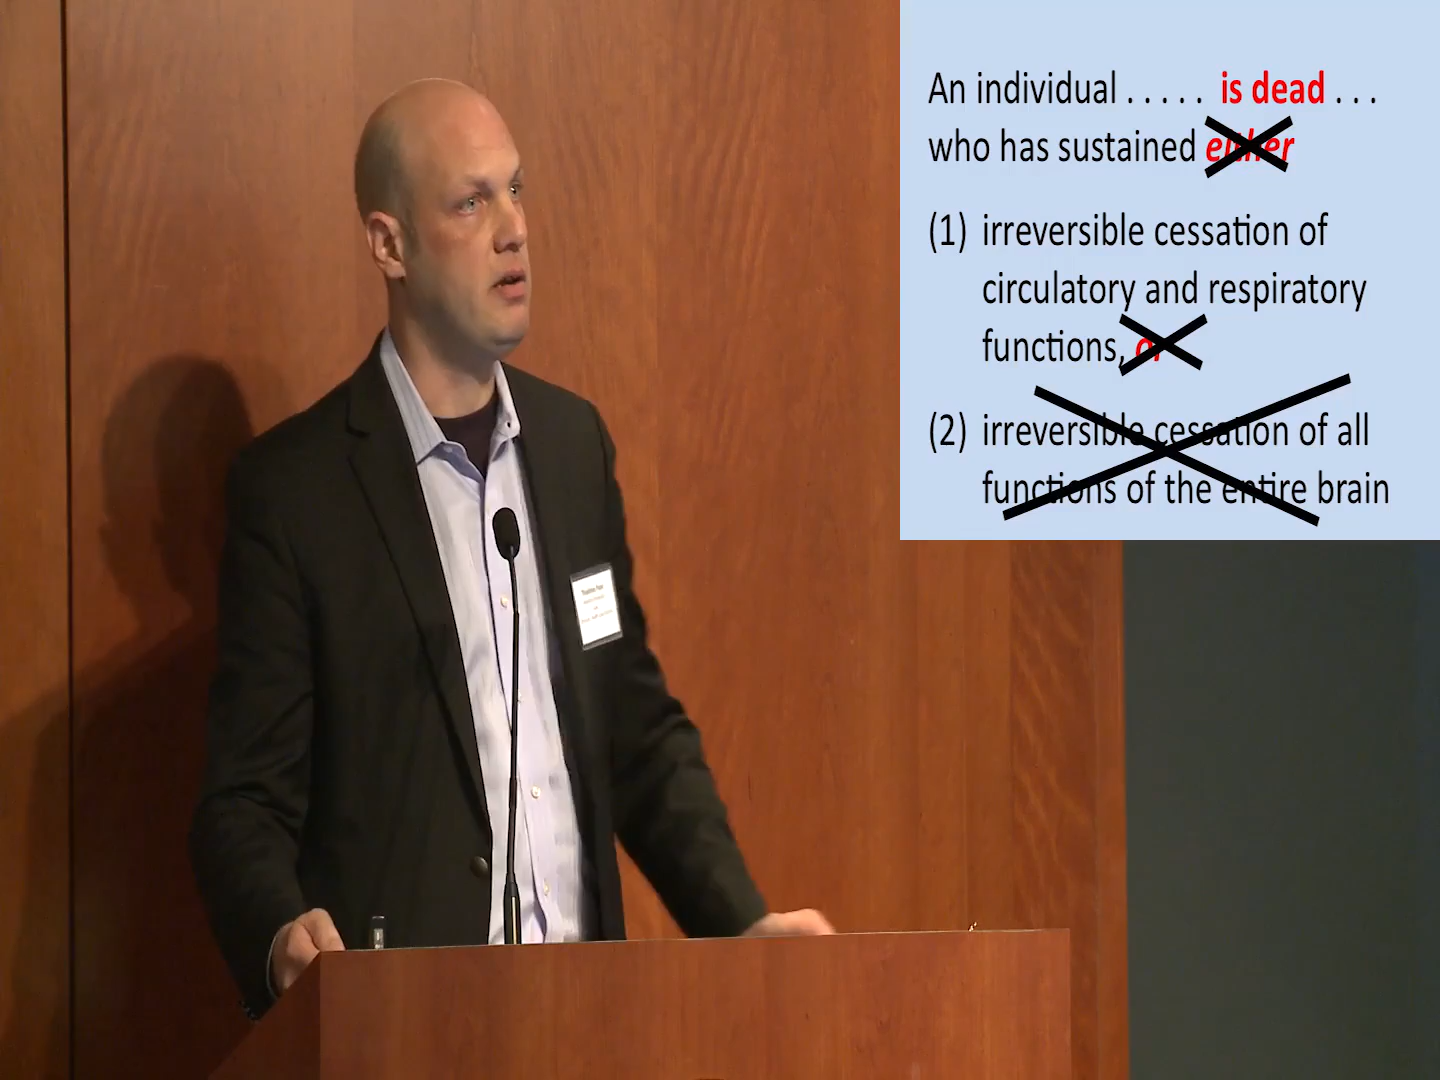 An individual . . . . . is dead . . .
who has sustained either
(1) irreversible cessation of
circulatory and respiratory
functions, or
(2) irreversible cessation of all
functions of the entire brain